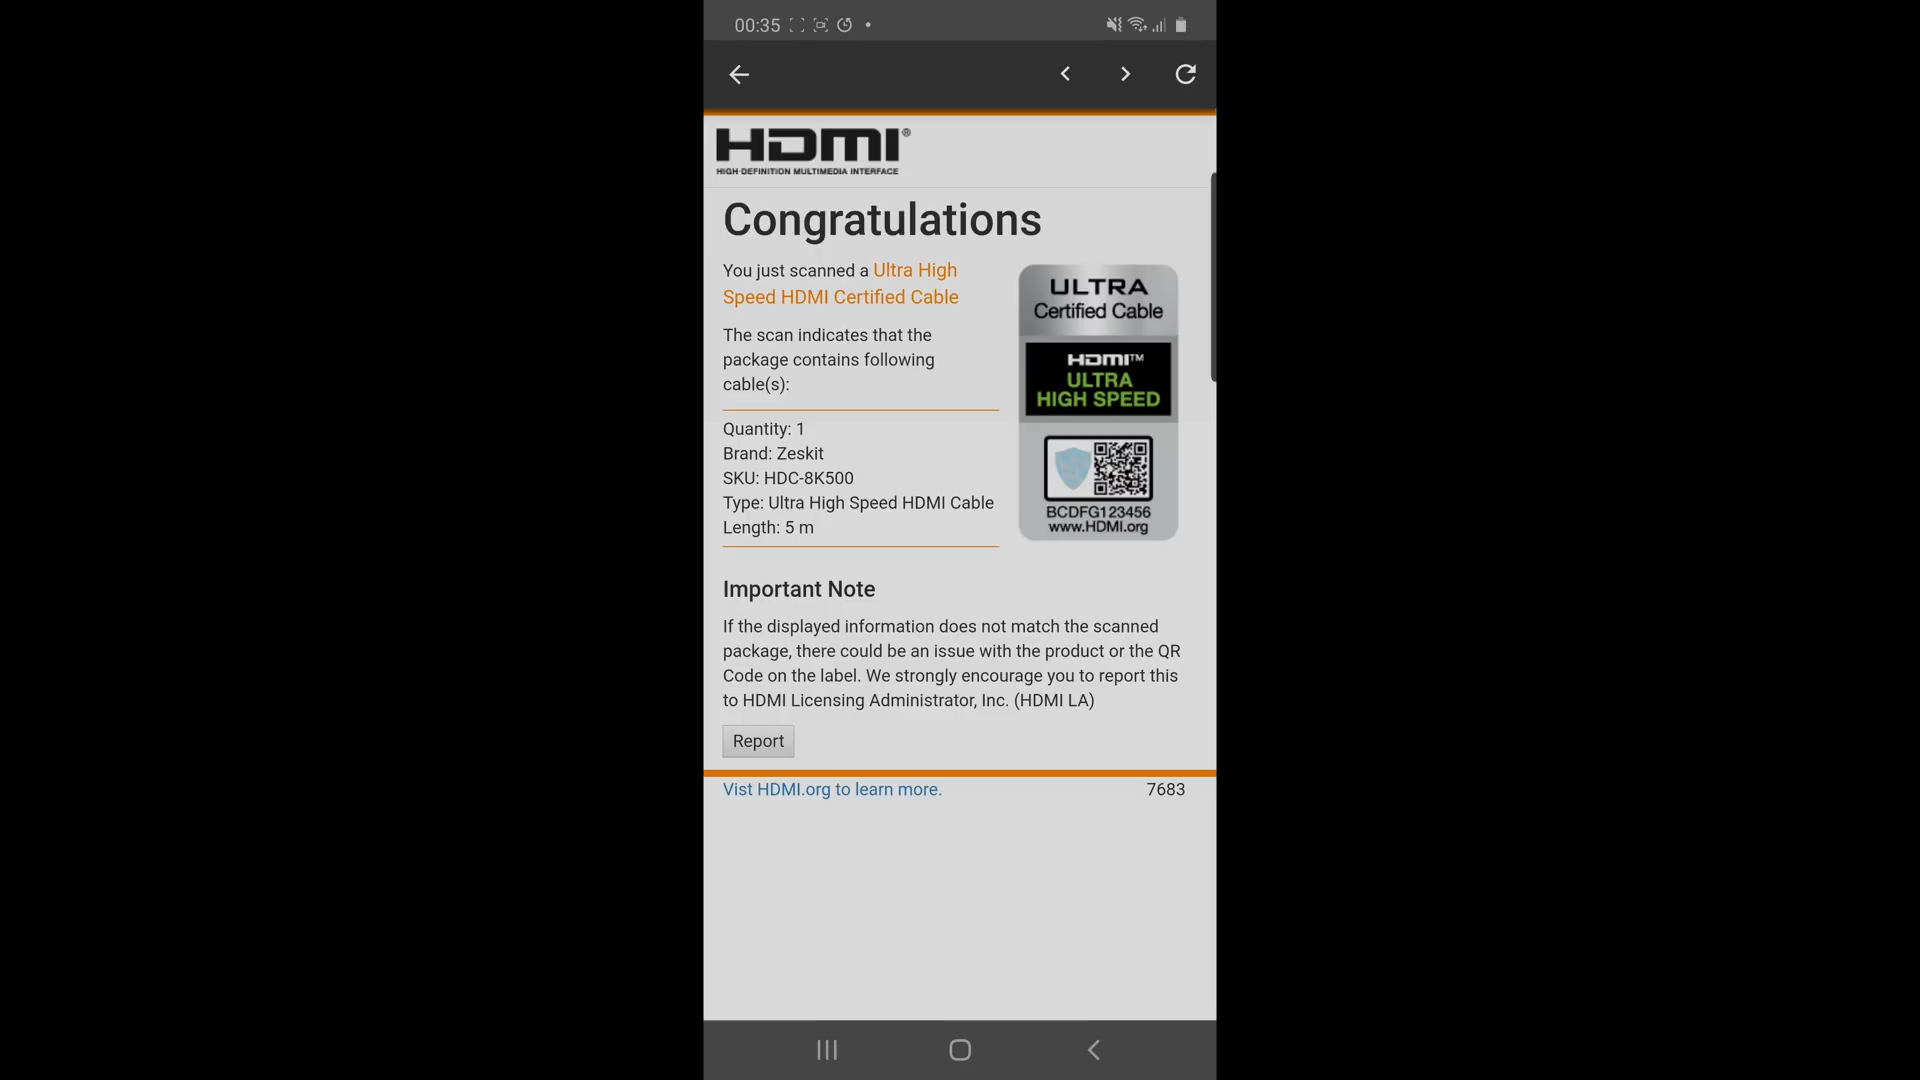 00:35
HDMI®
HIGH-DEFINITION MULTIMEDIA INTERFACE
Congratulations
You just scanned a Ultra High
Speed HDMI Certified Cable
The scan indicates that the
package contains following
cable(s):
Quantity: 1
Brand: Zeskit
SKU: HDC-8K500
Type: Ultra High Speed HDMI Cable
Length: 5 m
ULTRA
Certified Cable
HDMI™
ULTRA
HIGH SPEED
BCDFG123456
www.HDMI.org
Important Note
If the displayed information does not match the scanned
package, there could be an issue with the product or the QR
Code on the label. We strongly encourage you to report this
to HDMI Licensing Administrator, Inc. (HDMI LA)
Report
Vist HDMI.org to learn more.
7683